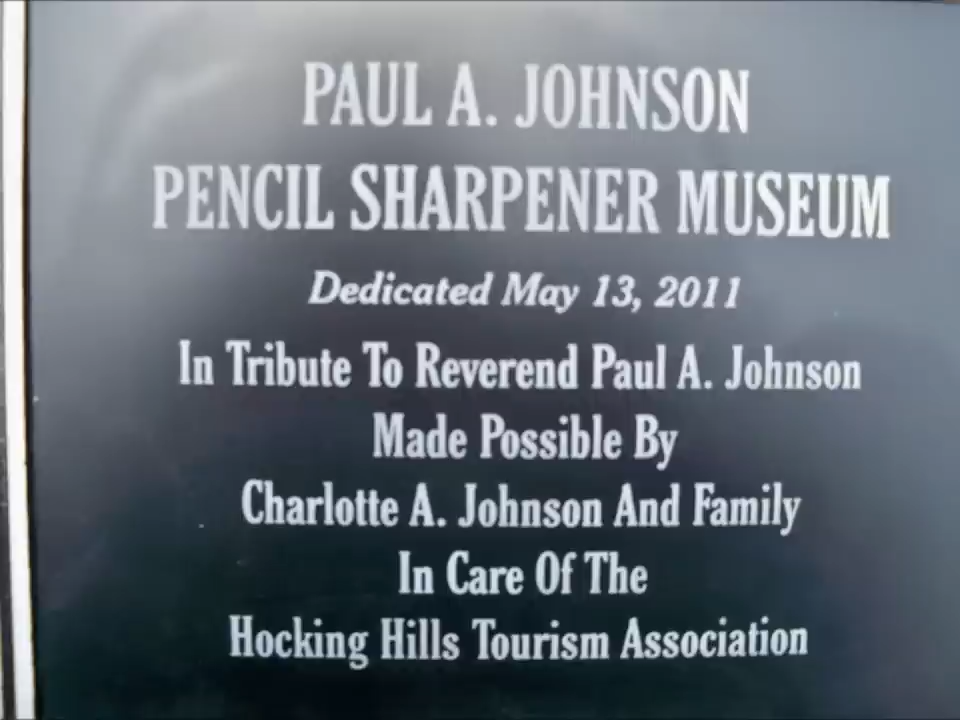 PAUL A. JOHNSON
PENCIL SHARPENER MUSEUM
Dedicated May 13, 2011
In Tribute To Reverend Paul A. Johnson
Made Possible By
Charlotte A. Johnson And Family
In Care Of The
Hocking Hills Tourism Association